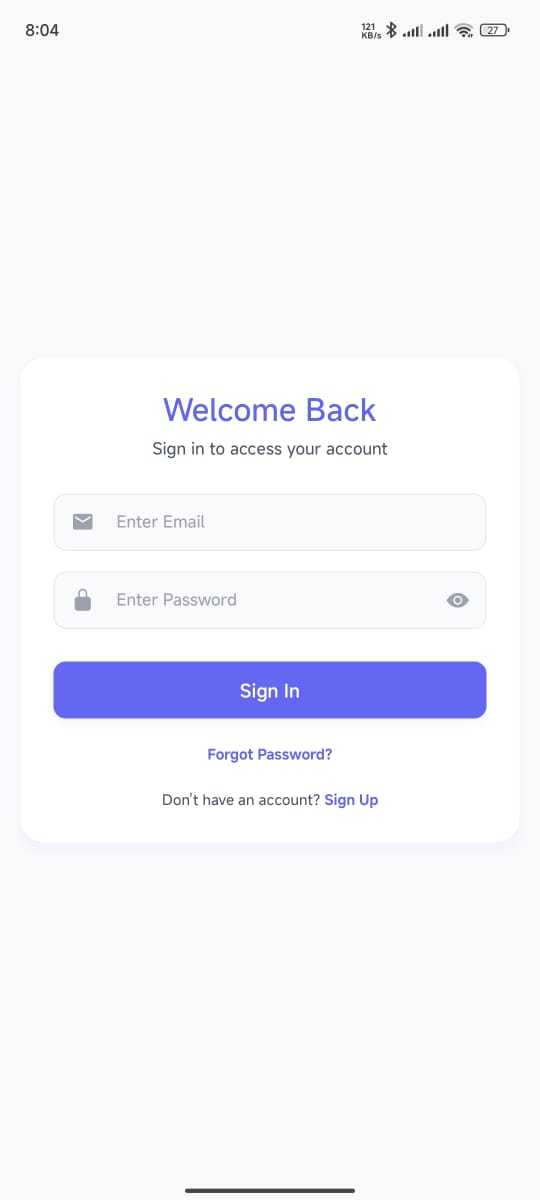 8:04
121
KB/s
27
Welcome Back
Sign in to access your account
Enter Email
Enter Password
Sign In
Forgot Password?
Don't have an account? Sign Up